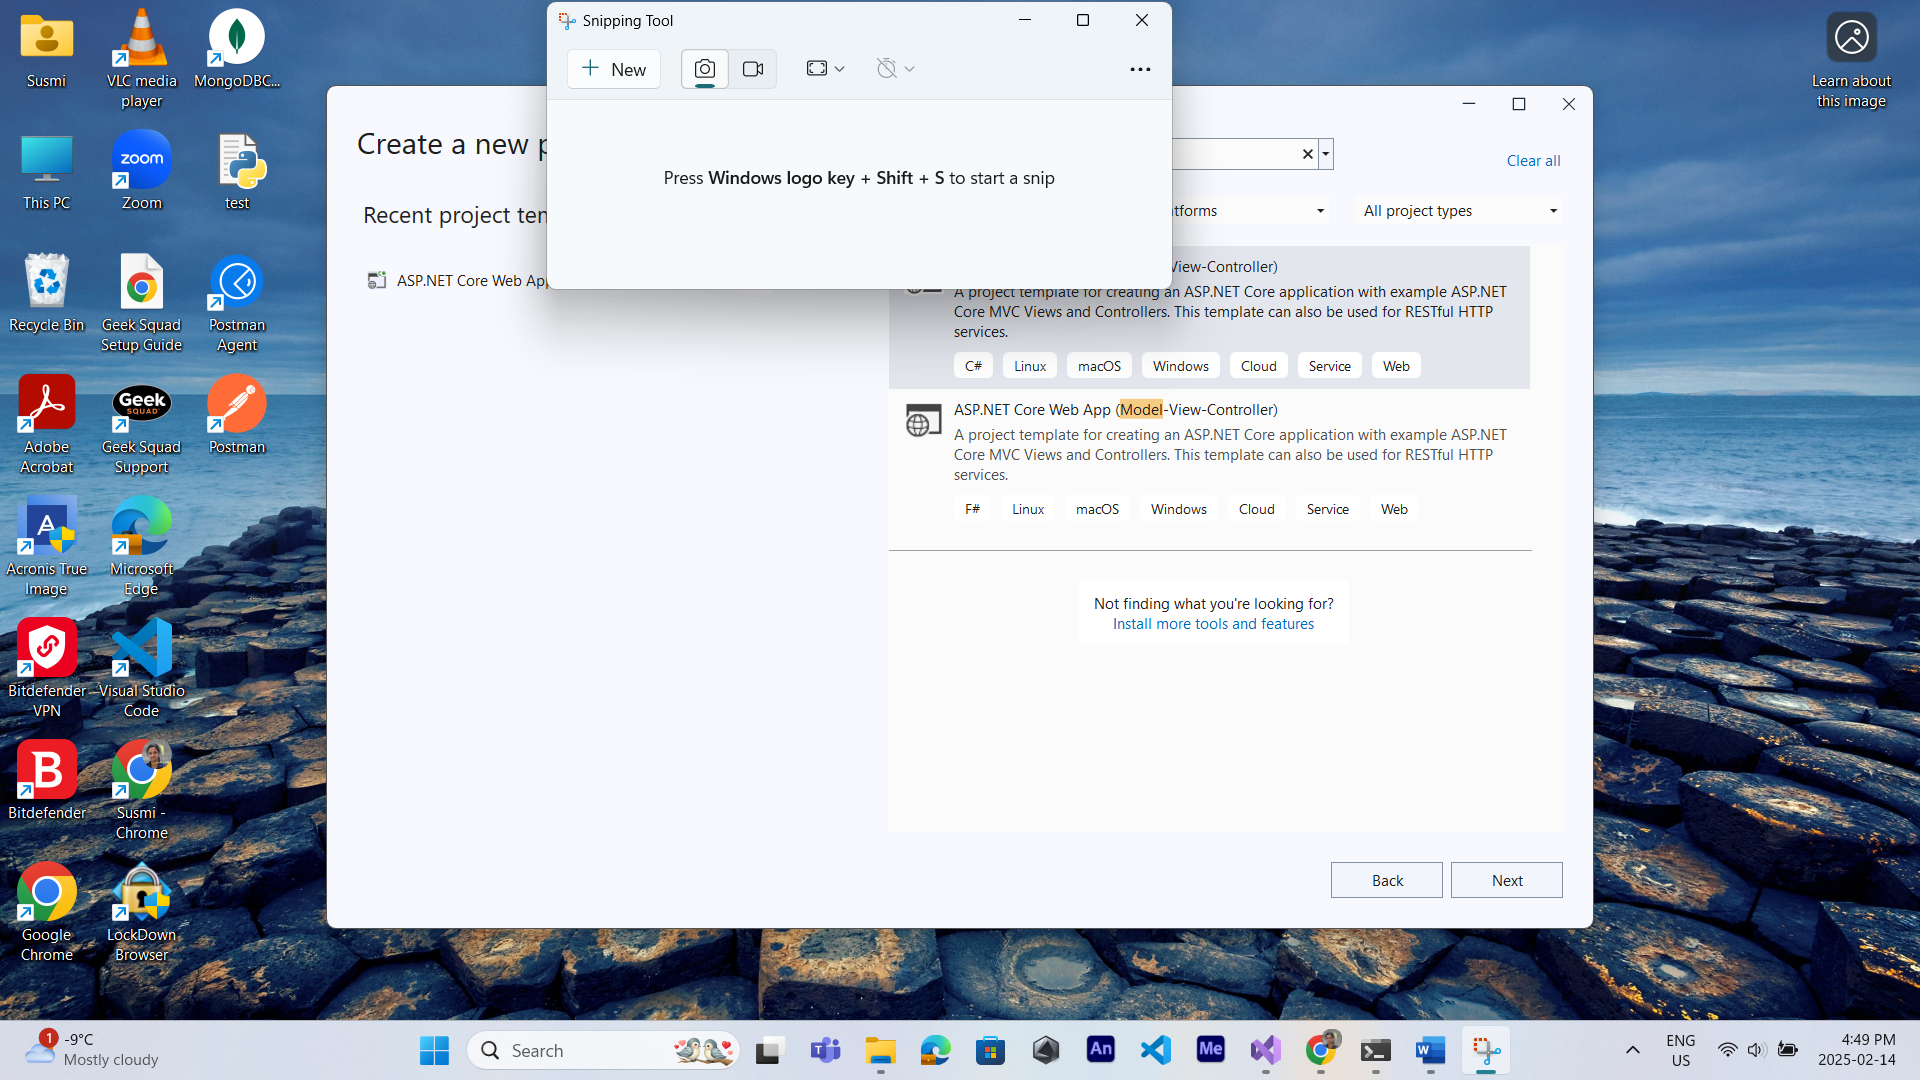 Susmi
VLC media
player
MongoDBC...
This PC
Zoom
test
Recycle Bin
Geek Squad
Setup Guide
Postman
Agent
Adobe
Acrobat
Geek Squad
Support
Postman
Acronis True
Image
Microsoft
Edge
Bitdefender
VPN
Visual Studio
Code
Bitdefender
Susmi -
Chrome
Google
Chrome
LockDown
Browser
zoom
Geek
SQUAD
Learn about
this image
Snipping Tool
New
Press Windows logo key + Shift + S to start a snip
Create a new p
Clear all
Recent project ten
tforms
All project types
ASP.NET Core Web App
View-Controller)
A project template for creating an ASP.NET Core application with example ASP.NET
Core MVC Views and Controllers. This template can also be used for RESTful HTTP
services.
C# Linux macOS Windows Cloud Service Web
ASP.NET Core Web App (Model-View-Controller)
A project template for creating an ASP.NET Core application with example ASP.NET
Core MVC Views and Controllers. This template can also be used for RESTful HTTP
services.
F# Linux macOS Windows Cloud Service Web
Not finding what you're looking for?
Install more tools and features
Back
Next
1
-9°C
Mostly cloudy
Search
An
Me
ENG
US
4:49 PM
2025-02-14